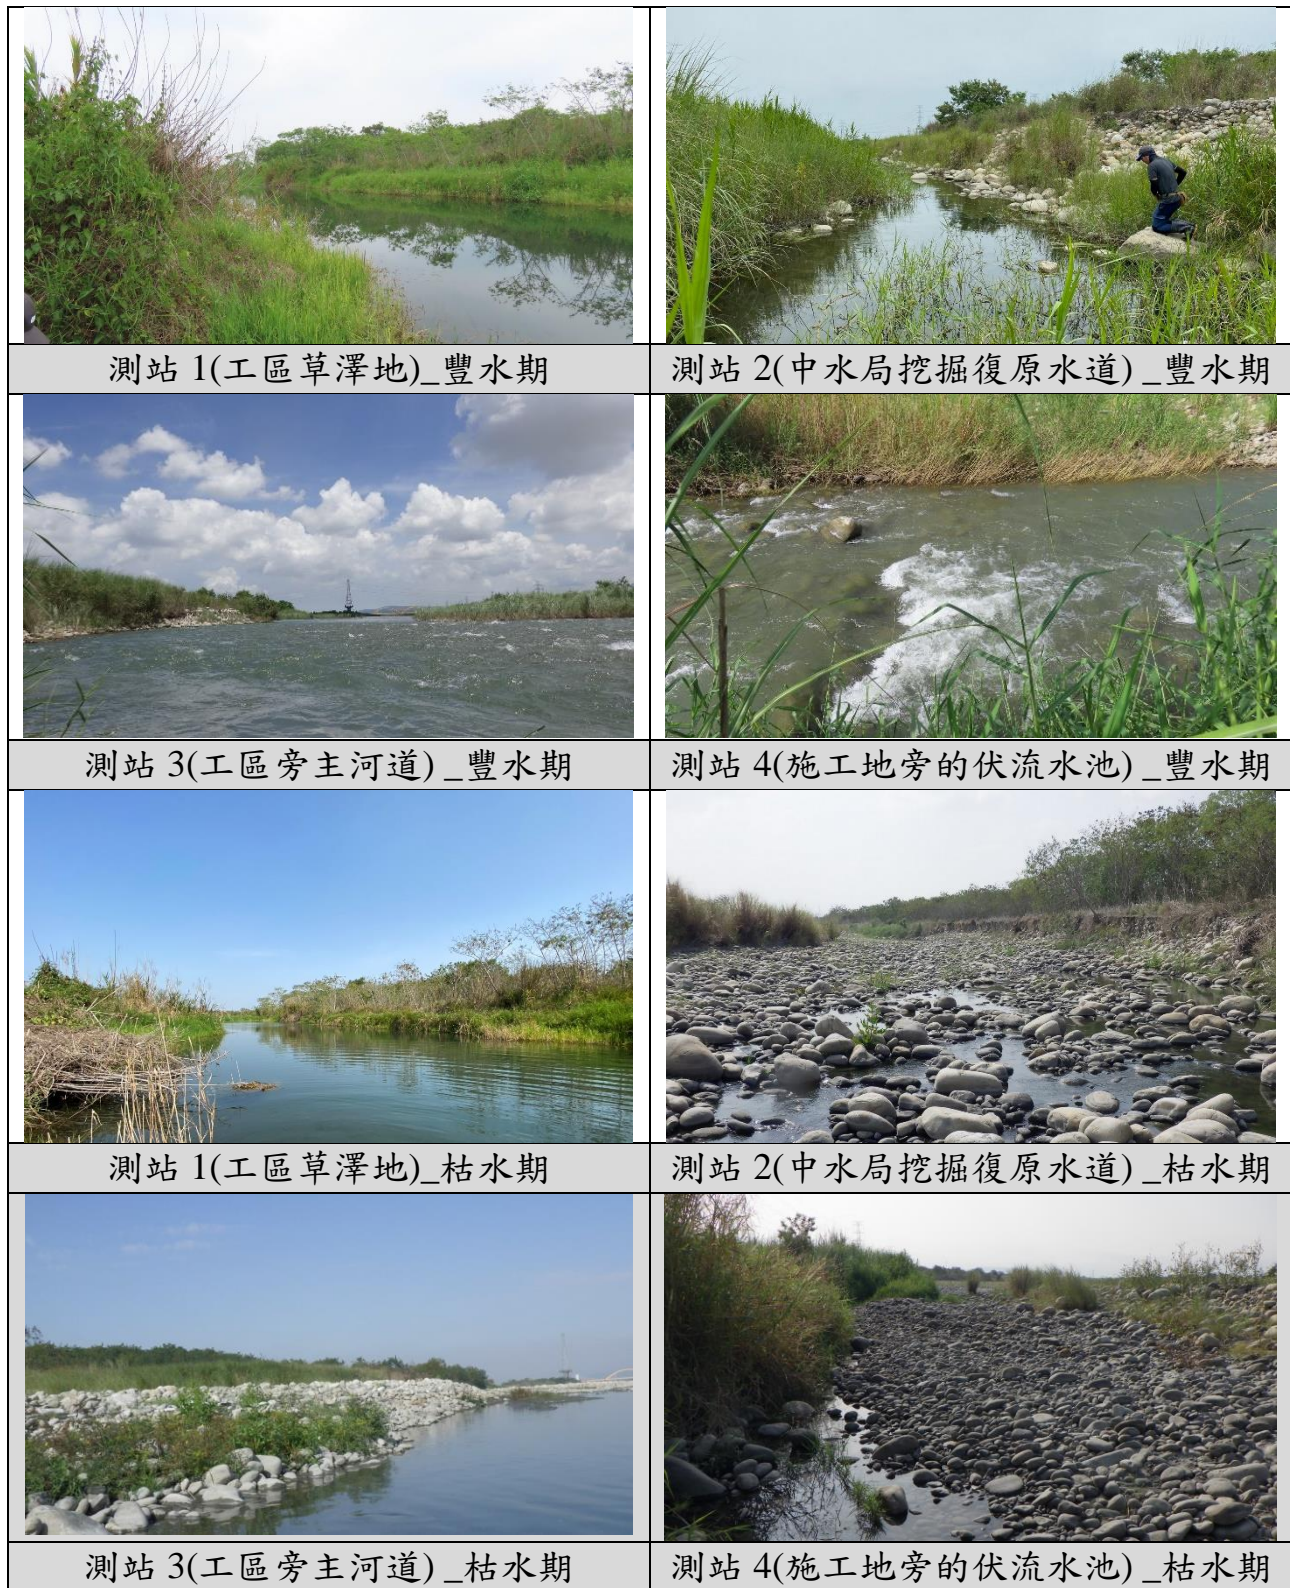 測站 1(工區草澤地)_豐水期
測站 2(中水局挖掘復原水道) _豐水期
測站 3(工區旁主河道) _豐水期
測站 4(施工地旁的伏流水池) _豐水期
測站 1(工區草澤地)_枯水期
測站 2(中水局挖掘復原水道) _枯水期
測站 3(工區旁主河道) _枯水期
測站 4(施工地旁的伏流水池) _枯水期